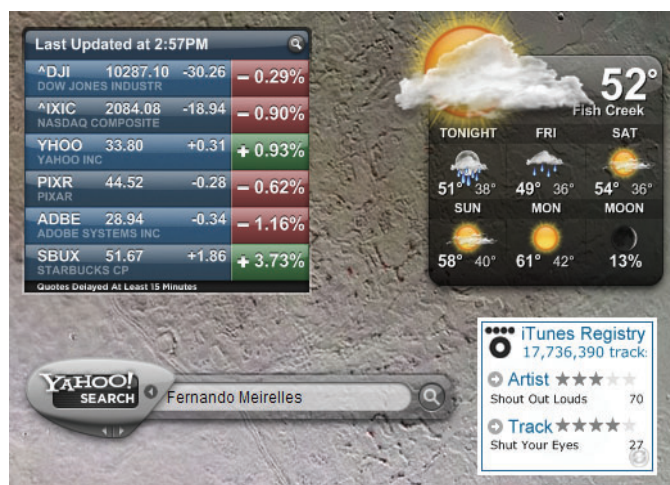 Last Updated at 2:57PM
^DJI 10287.10 -30.26 - 0.29%
DOW JONES INDUSTR
^IXIC 2084.08 -18.94 - 0.90%
NASDAQ COMPOSITE
YHOO 33.80 +0.31 + 0.93%
YAHOO INC
PIXR 44.52 -0.28 - 0.62%
PIXAR
ADBE 28.94 -0.34 - 1.16%
ADOBE SYSTEMS INC
SBUX 51.67 +1.86 + 3.73%
STARBUCKS CP
Quotes Delayed At Least 15 Minutes
52°
Fish Creek
TONIGHT FRI SAT
51° 38° 49° 36° 54° 36°
SUN MON MOON
58° 40° 61° 42° 13%
YAHOO!
SEARCH
Fernando Meirelles
iTunes Registry
17,736,390 track
Artist
Shout Out Louds 70
Track
Shut Your Eyes 27